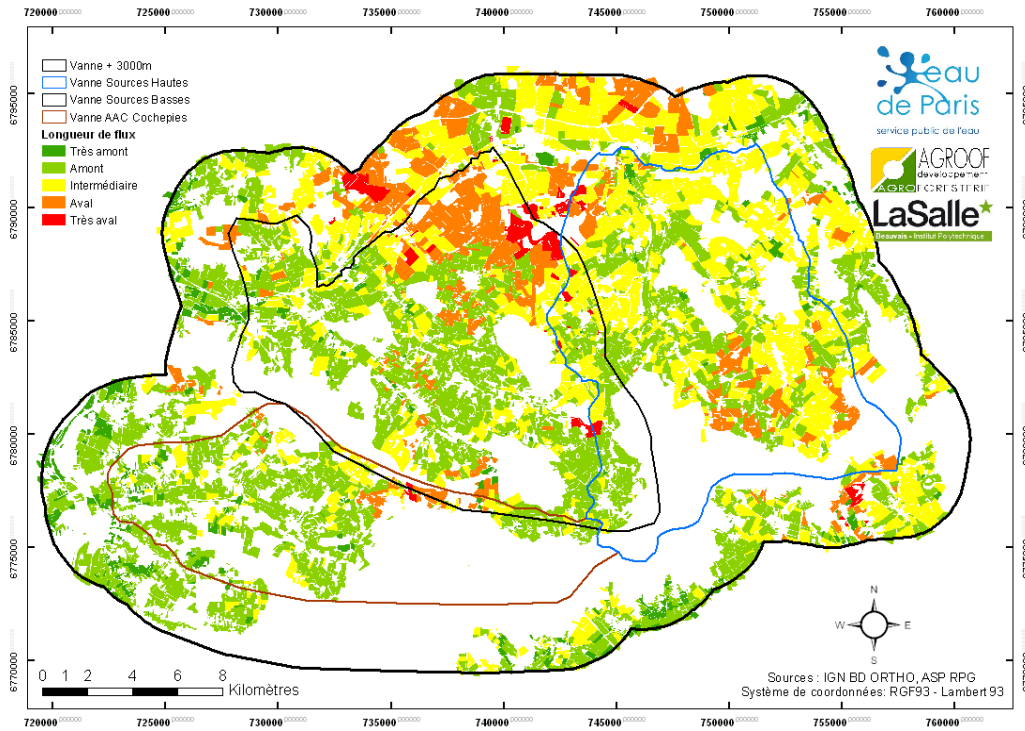 720000 725000 730000 735000 740000 745000 750000 755000 760000
Vanne + 3000m
Vanne Sources Hautes
Vanne Sources Basses
Vanne AAC Cochepies
Longueur de flux
Très amont
Amont
Intermédiaire
Aval
Très aval
eau
de Paris
service public de l'eau
AGROOF
developpement
AGROFORESTERIE
LaSalle
Beauvais - Institut Polytechnique
6795000
6790000
6785000
6780000
6775000
6770000
N
W E
S
0 1 2 4 6 8
Kilomètres
Sources : IGN BD ORTHO, ASP RPG
Système de coordonnées: RGF93 - Lambert 93
720000 725000 730000 735000 740000 745000 750000 755000 760000